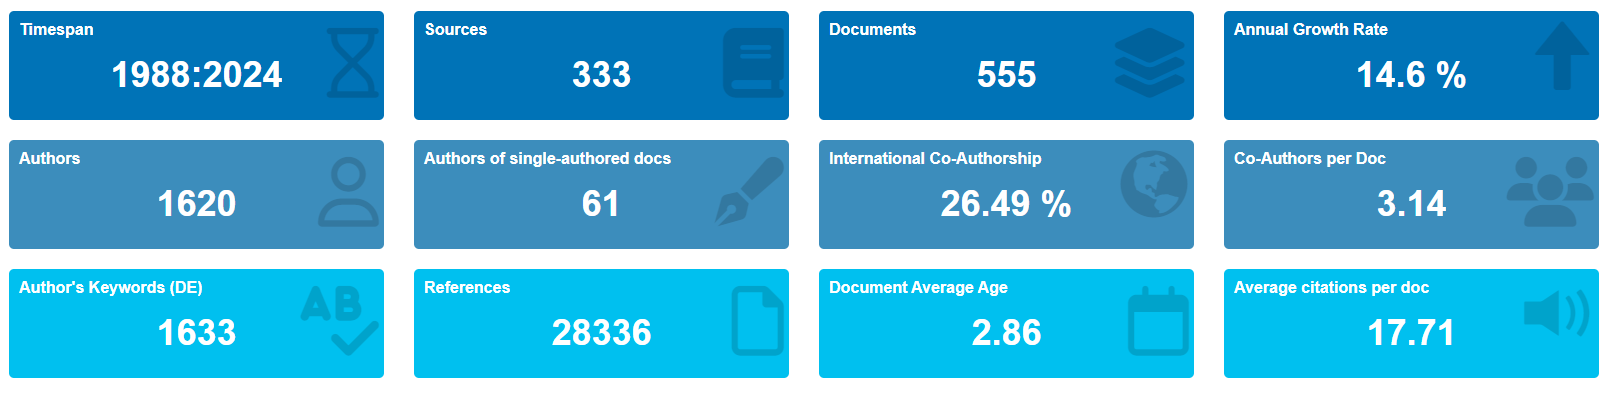 Timespan
1988:2024
Sources
333
Documents
555
Annual Growth Rate
14.6 %
Authors
1620
Authors of single-authored docs
61
International Co-Authorship
26.49 %
Co-Authors per Doc
3.14
Author's Keywords (DE)
1633
AB
References
28336
Document Average Age
2.86
Average citations per doc
17.71